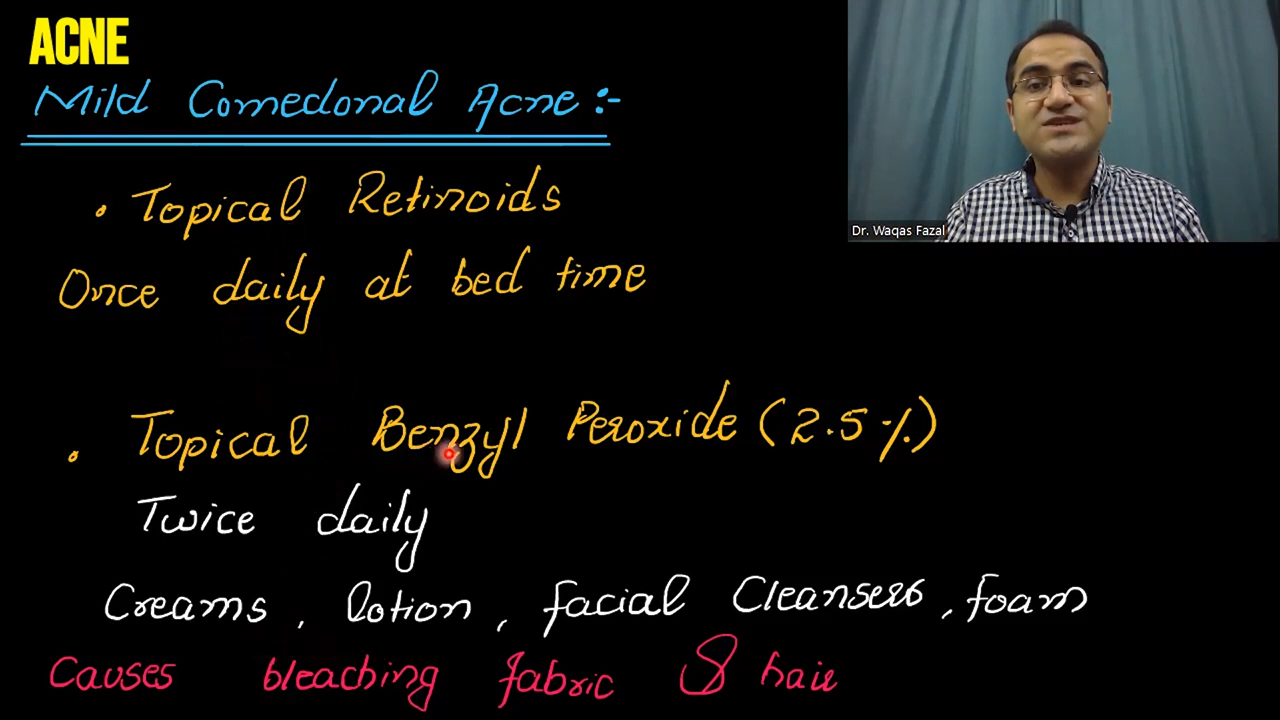 ACNE
Mild Comedonal Acne:-
• Topical Retinoids
Once daily at bed time
Dr. Waqas Fazal
• Topical Benzyl Peroxide (2.5%)
Twice daily
Creams, lotion, facial Cleansers, foam
Causes bleaching fabric & hair